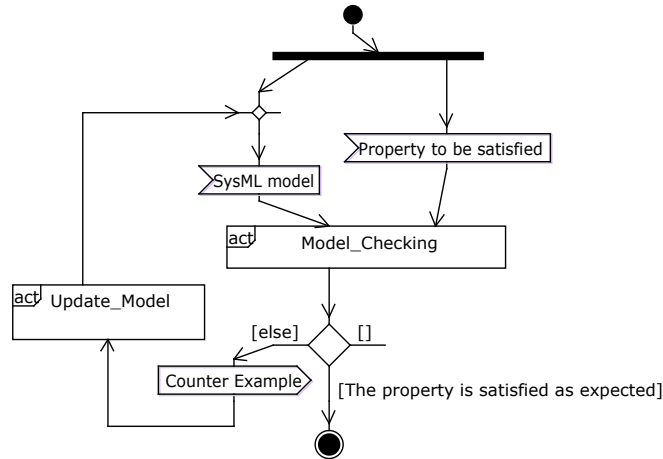 Property to be satisfied
SysML model
act
Model_Checking
act
Update_Model
[else]
[]
Counter Example
[The property is satisfied as expected]